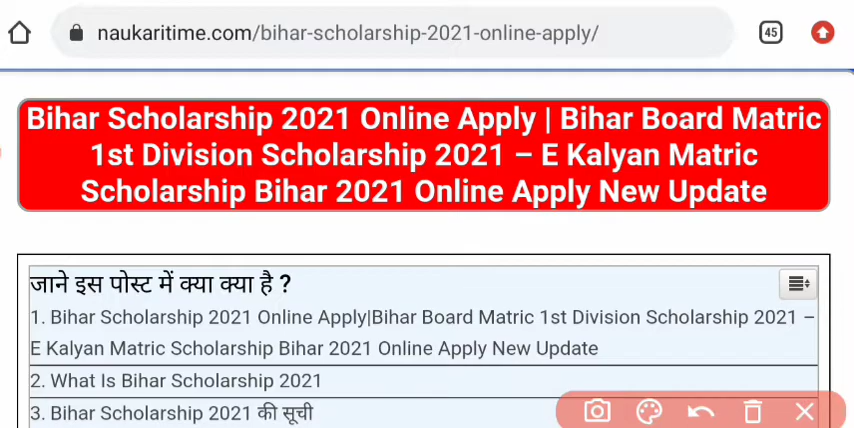 naukaritime.com/bihar-scholarship-2021-online-apply/
45
Bihar Scholarship 2021 Online Apply | Bihar Board Matric
1st Division Scholarship 2021 – E Kalyan Matric
Scholarship Bihar 2021 Online Apply New Update
जाने इस पोस्ट में क्या क्या है ?
1. Bihar Scholarship 2021 Online Apply|Bihar Board Matric 1st Division Scholarship 2021 –
E Kalyan Matric Scholarship Bihar 2021 Online Apply New Update
2. What Is Bihar Scholarship 2021
3. Bihar Scholarship 2021 की सूची